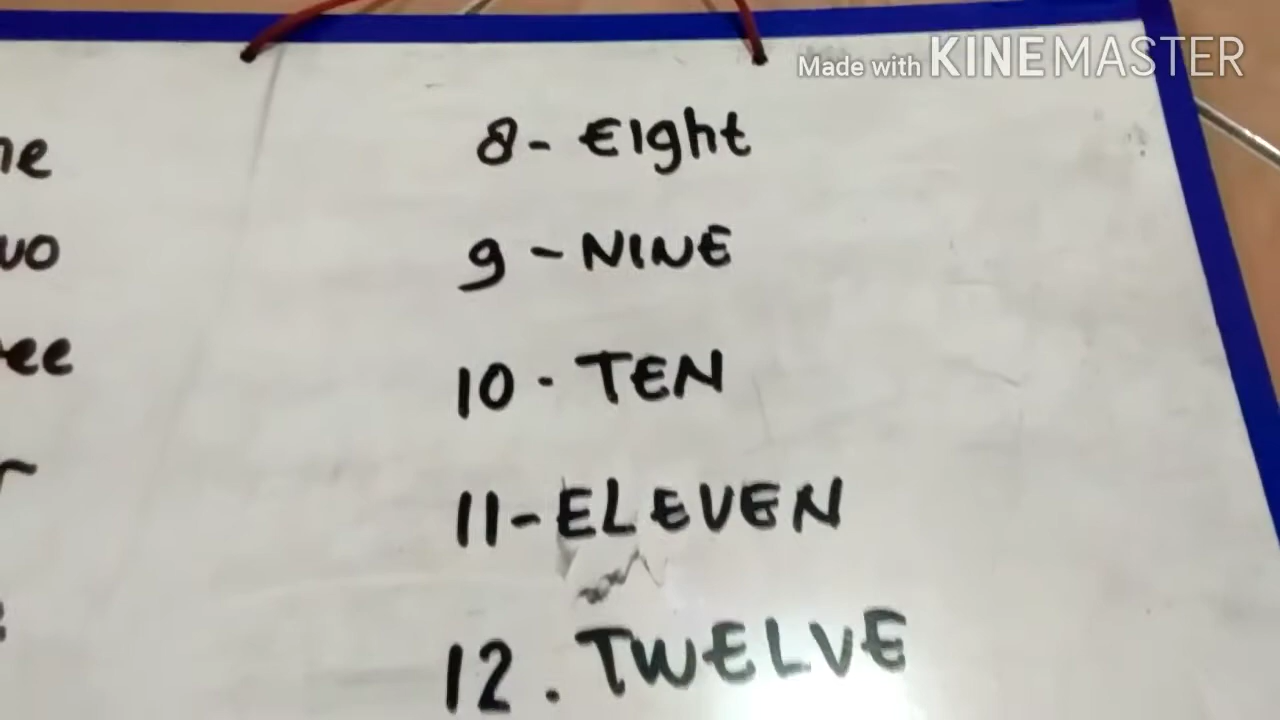 Made with KINEMASTER
8- Eight
9 - NINE
10 - TEN
11- ELEVEN
12. TWELVE